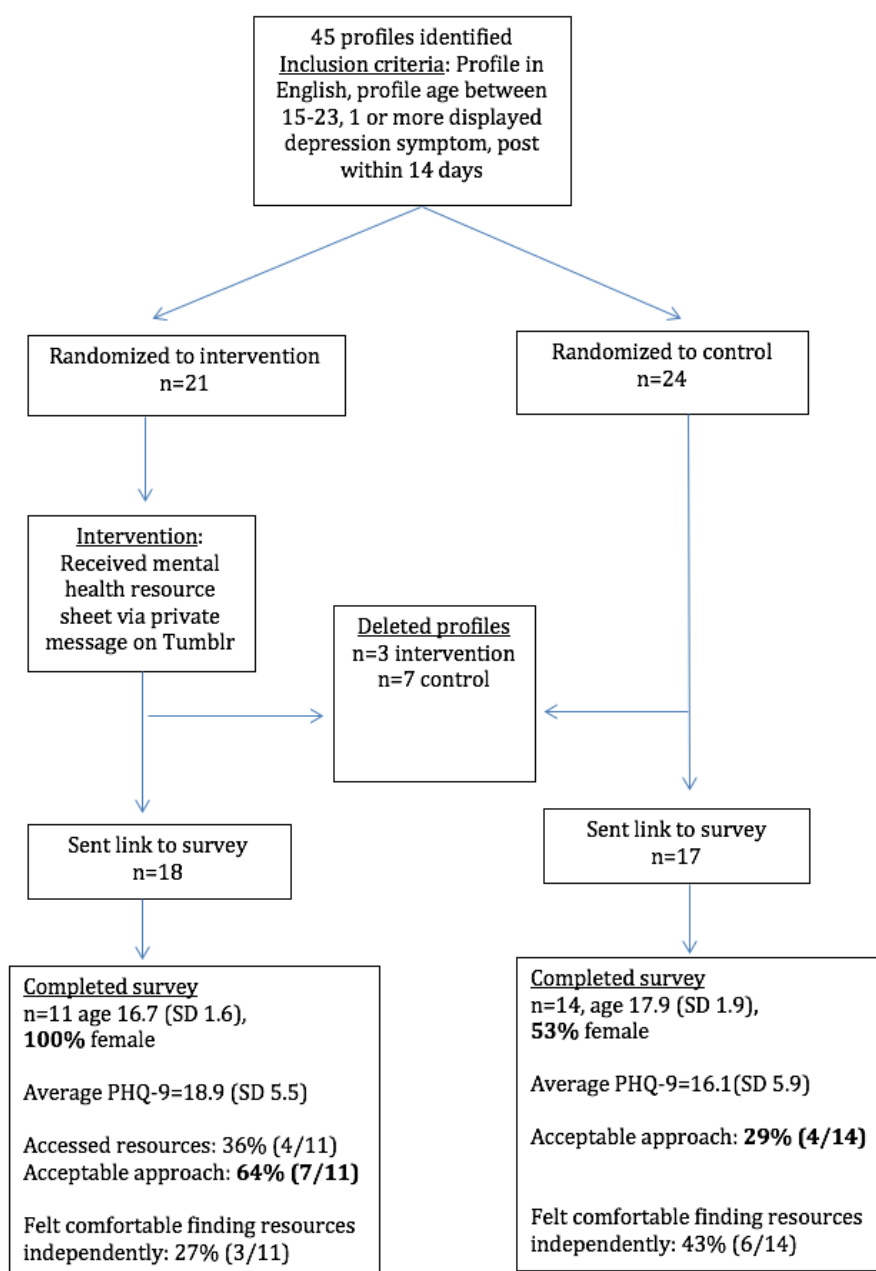 45 profiles identified
Inclusion criteria: Profile in
English, profile age between
15-23, 1 or more displayed
depression symptom, post
within 14 days
Randomized to intervention
n=21
Randomized to control
n=24
Intervention:
Received mental
health resource
sheet via private
message on Tumblr
Deleted profiles
n=3 intervention
n=7 control
Sent link to survey
n=18
Sent link to survey
n=17
Completed survey
n=11 age 16.7 (SD 1.6),
100% female
Average PHQ-9=18.9 (SD 5.5)
Accessed resources: 36% (4/11)
Acceptable approach: 64% (7/11)
Felt comfortable finding resources
independently: 27% (3/11)
Completed survey
n=14, age 17.9 (SD 1.9),
53% female
Average PHQ-9=16.1(SD 5.9)
Acceptable approach: 29% (4/14)
Felt comfortable finding resources
independently: 43% (6/14)